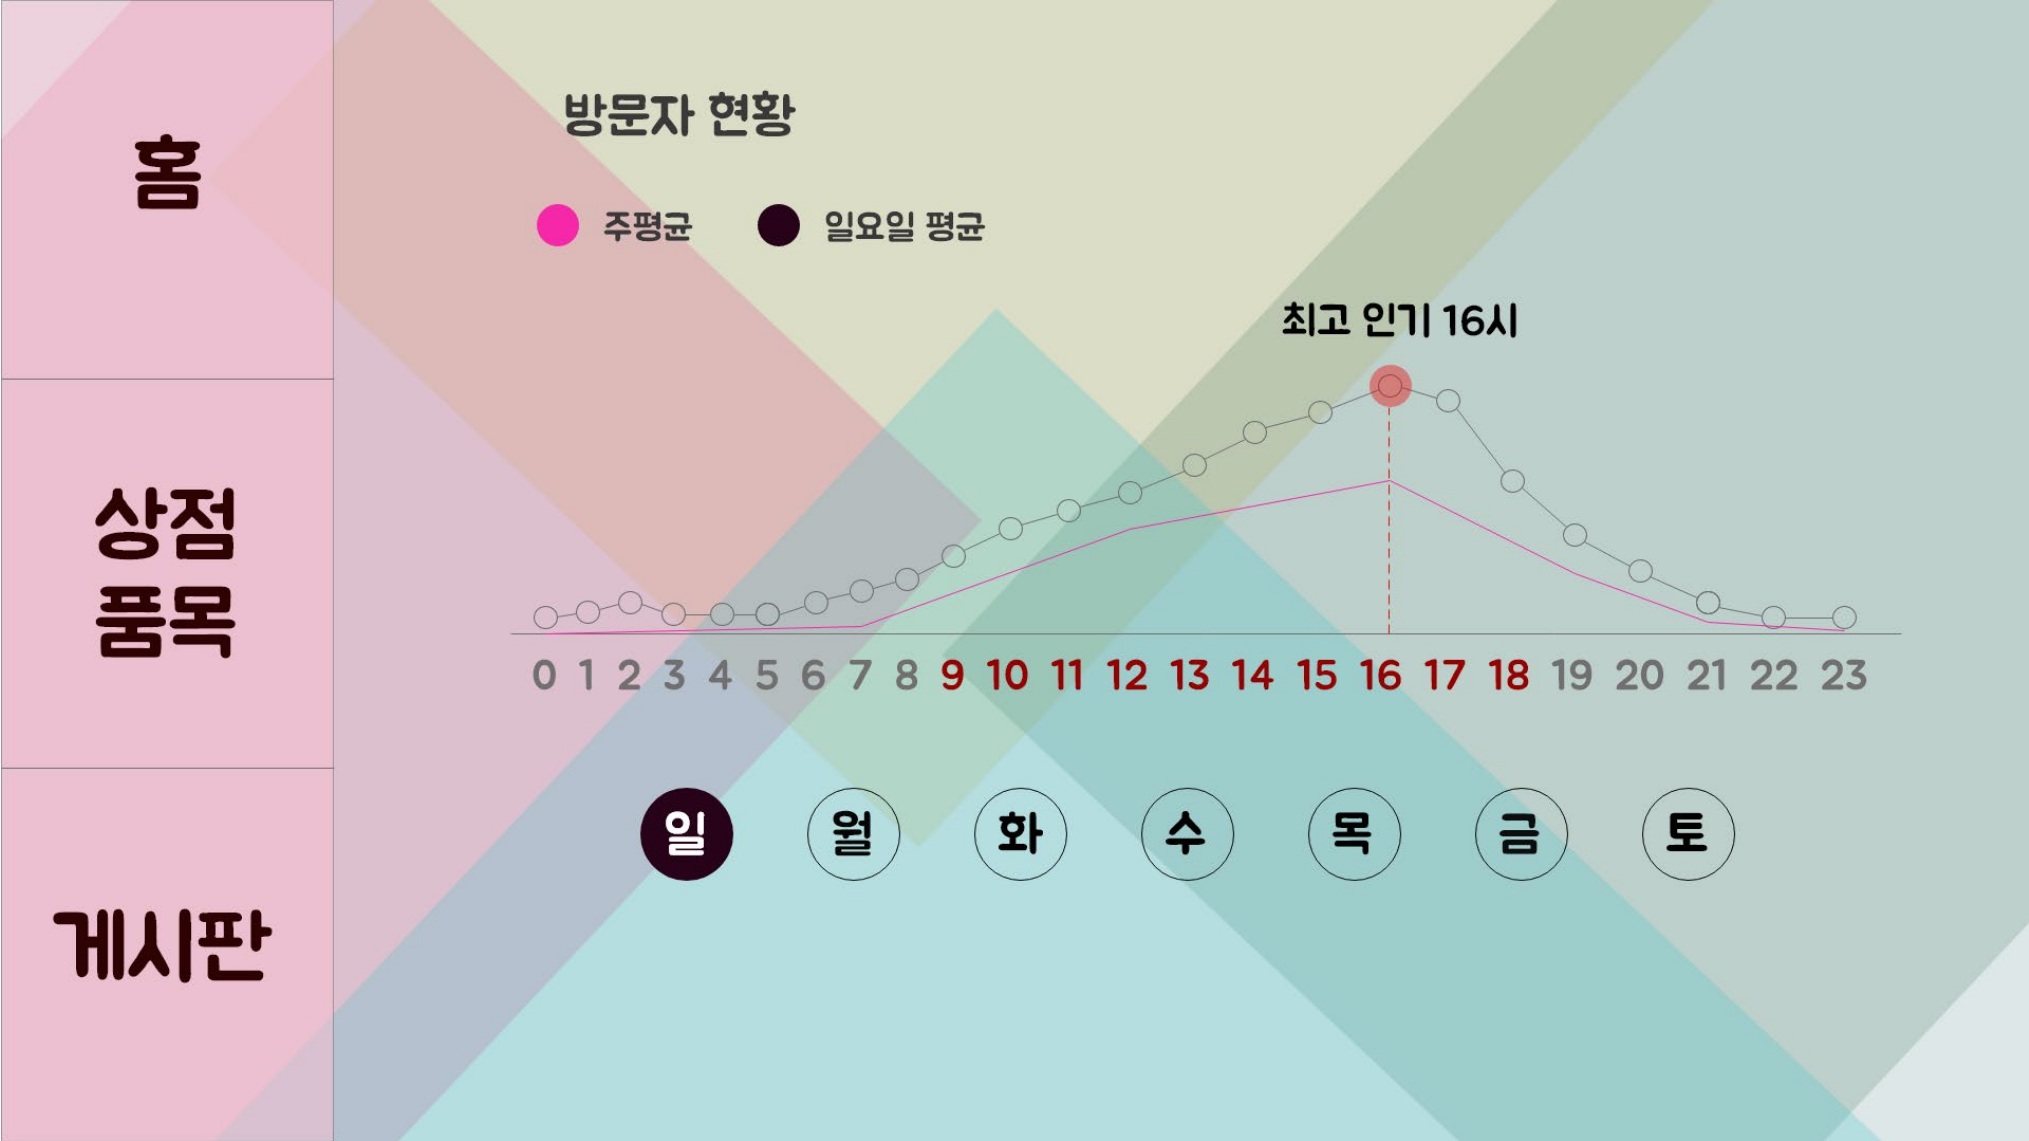 홈
상점
품목
게시판
방문자 현황
주평균 일요일 평균
최고 인기 16시
0 1 2 3 4 5 6 7 8 9 10 11 12 13 14 15 16 17 18 19 20 21 22 23
일 월 화 수 목 금 토